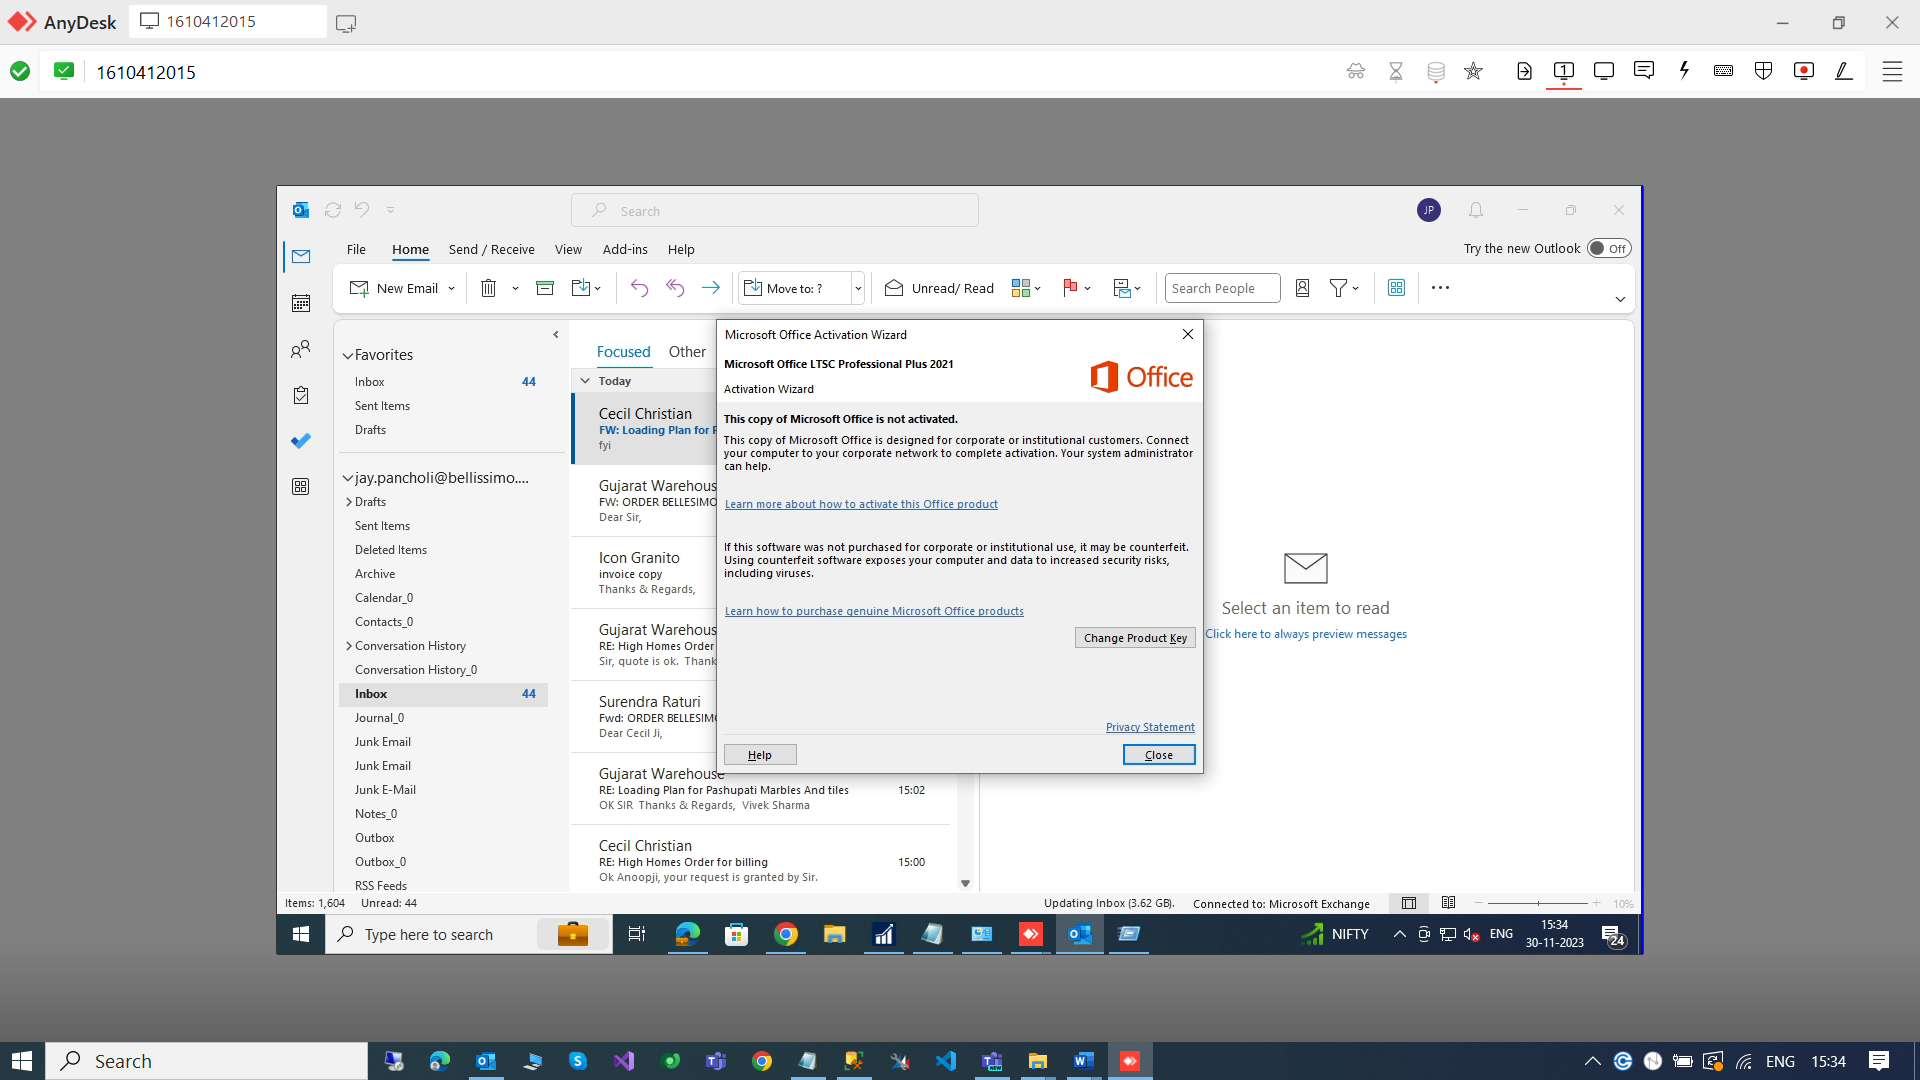 AnyDesk
1610412015
1610412015
Search
JP
File
Home
Send / Receive
View
Add-ins
Help
Try the new Outlook
Off
New Email
Move to: ?
Unread/ Read
Search People
Favorites
Inbox 44
Sent Items
Drafts
jay.pancholi@bellissimo....
Drafts
Sent Items
Deleted Items
Archive
Calendar_0
Contacts_0
Conversation History
Conversation History_0
Inbox 44
Journal_0
Junk Email
Junk Email
Junk E-Mail
Notes_0
Outbox
Outbox_0
RSS Feeds
Focused Other
Today
Cecil Christian
FW: Loading Plan for
fyi
Gujarat
FW: ORDER
Dear Sir,
Icon Granito
invoice copy
Thanks & Regards,
Gujarat
RE: High Homes Order
Sir, quote is ok. Thank
Surendra Raturi
Fwd: ORDER
Dear Cecil Ji,
Gujarat Warehouse
RE: Loading Plan for Pashupati Marbles And tiles 15:02
OK SIR Thanks & Regards, Vivek Sharma
Cecil Christian
RE: High Homes Order for billing 15:00
Ok Anoopji, your request is granted by Sir.
Microsoft Office Activation Wizard
Microsoft Office LTSC Professional Plus 2021
Activation Wizard
Office
This copy of Microsoft Office is not activated.
This copy of Microsoft Office is designed for corporate or institutional customers. Connect
your computer to your corporate network to complete activation. Your system administrator
can help.
Learn more about how to activate this Office product
If this software was not purchased for corporate or institutional use, it may be counterfeit.
Using counterfeit software exposes your computer and data to increased security risks,
including viruses.
Learn how to purchase genuine Microsoft Office products
Change Product Key
Privacy Statement
Help
Close
Select an item to read
Click here to always preview messages
Items: 1,604 Unread: 44
Updating Inbox (3.62 GB). Connected to: Microsoft Exchange
10%
Type here to search
NIFTY
ENG
15:34
30-11-2023
24
Search
ENG
15:34